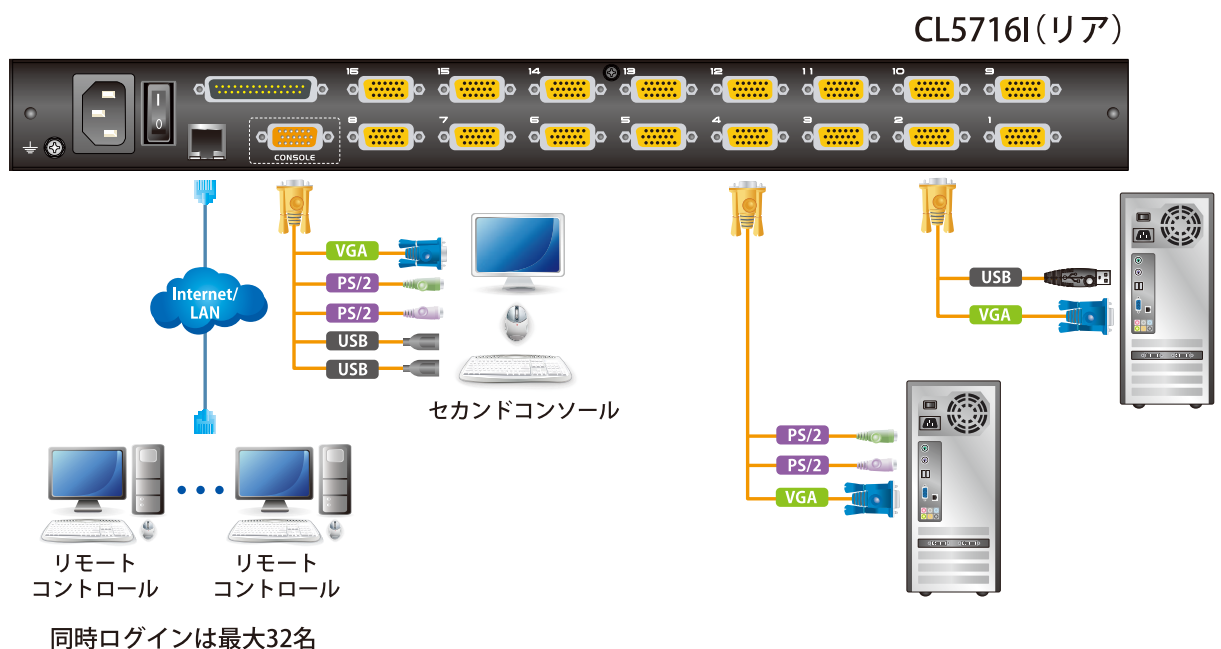 CL5716I(リア)
16 15 14 13 12 11 10 9
8 7 6 5 4 3 2 1
CONSOLE
VGA
PS/2
PS/2
USB
USB
セカンドコンソール
Internet/
LAN
リモート
コントロール
リモート
コントロール
同時ログインは最大32名
PS/2
PS/2
VGA
USB
VGA